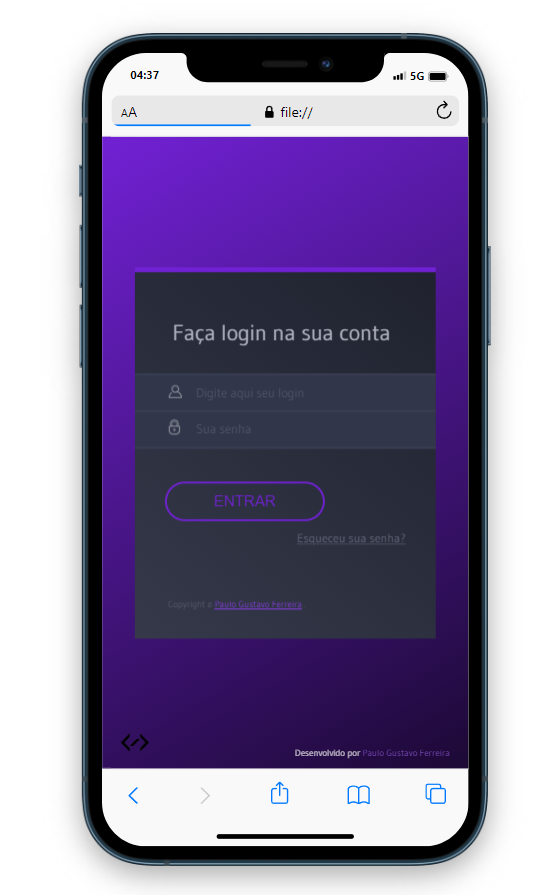 04:37
5G
AA
file://
Faça login na sua conta
Digite aqui seu login
Sua senha
ENTRAR
Esqueceu sua senha?
Copyright © Paulo Gustavo Ferreira
Desenvolvido por Paulo Gustavo Ferreira